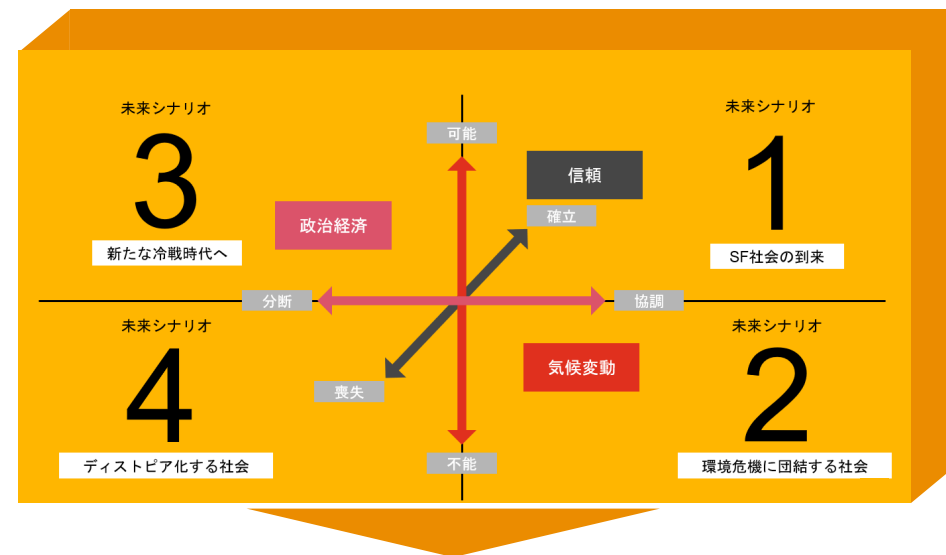 未来シナリオ
3
新たな冷戦時代へ
可能
信頼
確立
政治経済
未来シナリオ
1
SF社会の到来
分断
協調
未来シナリオ
4
ディストピア化する社会
喪失
気候変動
不能
未来シナリオ
2
環境危機に団結する社会